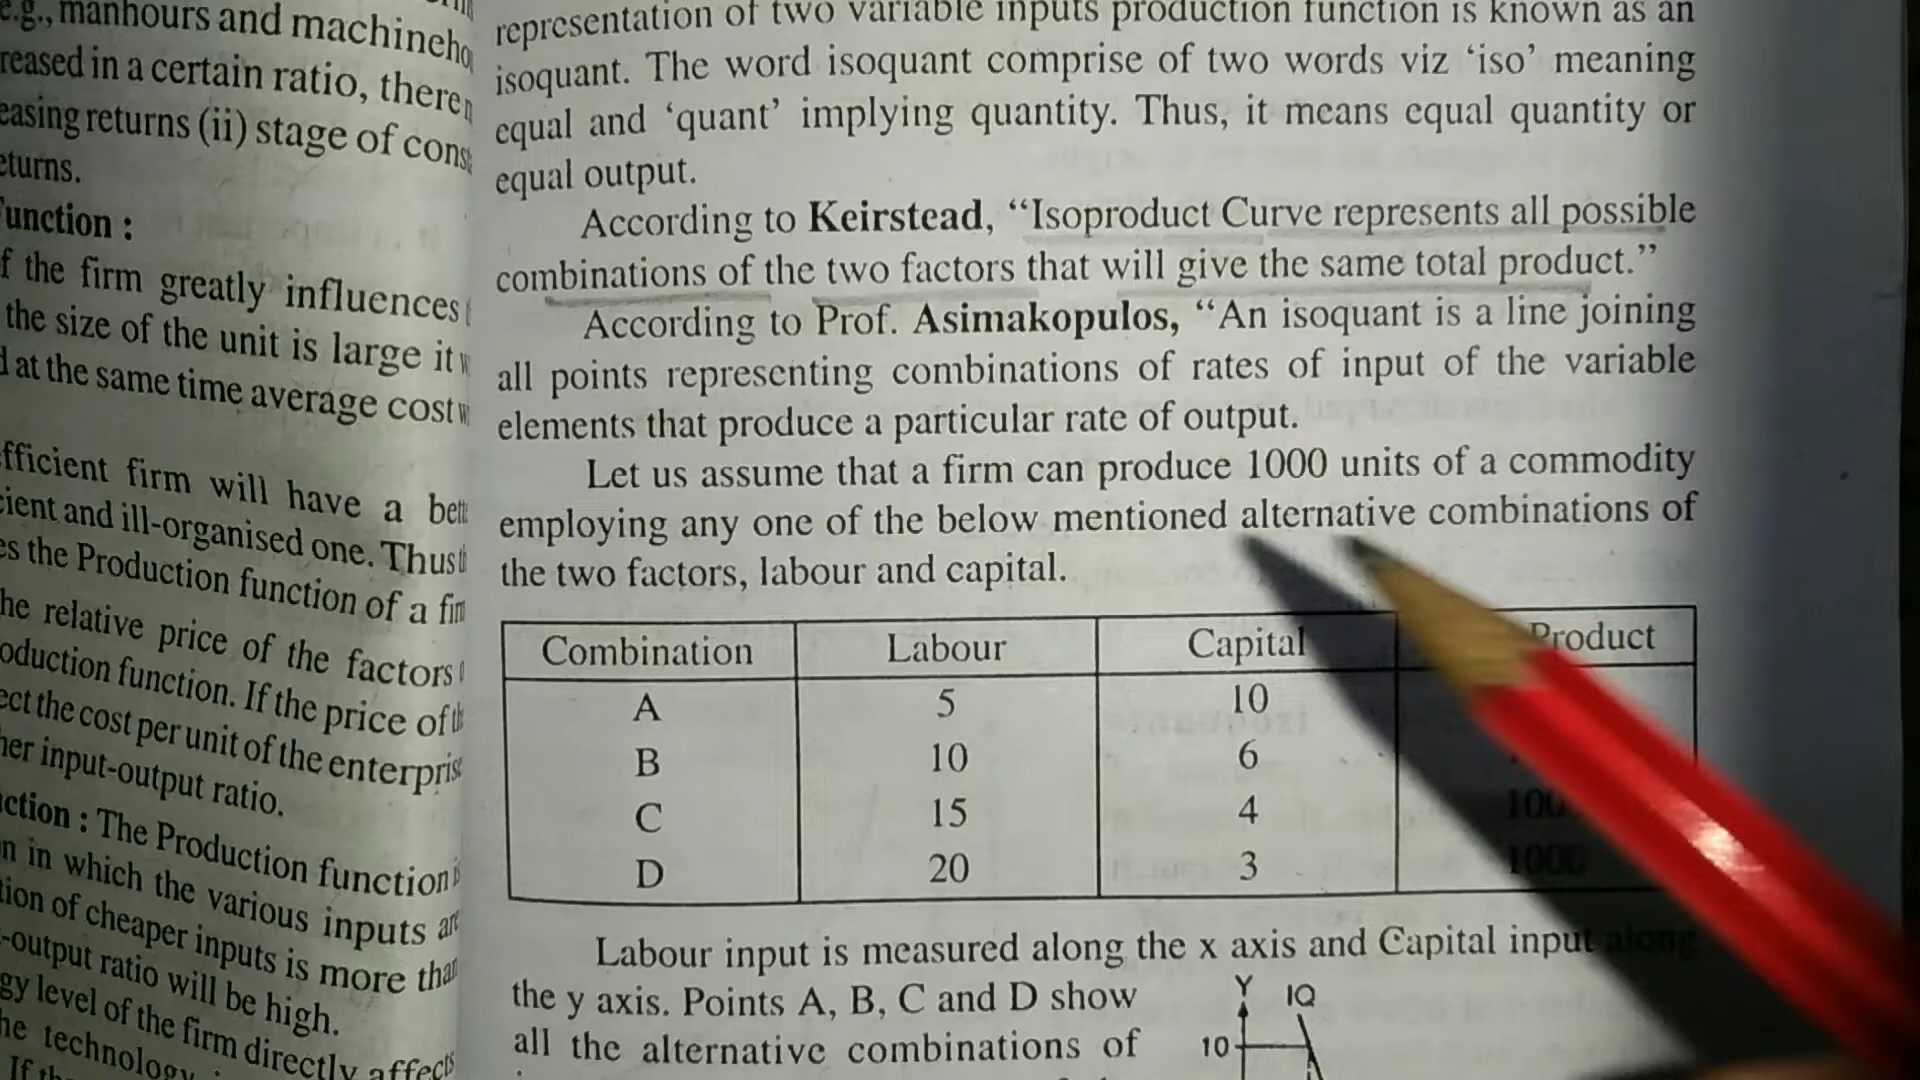 e.g., manhours and machineho
reased in a certain ratio, there
easing returns (ii) stage of cons
eturns.
unction :
f the firm greatly influences
the size of the unit is large it
d at the same time average cost
fficient firm will have a bett
cient and ill-organised one. Thus
es the Production function of a fir
he relative price of the factors
oduction function. If the price of
ect the cost per unit of the enterpris
her input-output ratio.
ction : The Production function
n in which the various inputs
tion of cheaper inputs is more than
-output ratio will be high.
gy level of the firm directly affects
he technology
If
representation of two variable inputs production function is known as an
isoquant. The word isoquant comprise of two words viz ‘iso’ meaning
equal and ‘quant’ implying quantity. Thus, it means equal quantity or
equal output.
According to Keirstead, “Isoproduct Curve represents all possible
combinations of the two factors that will give the same total product.”
According to Prof. Asimakopulos, “An isoquant is a line joining
all points representing combinations of rates of input of the variable
elements that produce a particular rate of output.
Let us assume that a firm can produce 1000 units of a commodity
employing any one of the below mentioned alternative combinations of
the two factors, labour and capital.
Combination Labour Capital Product
A 5 10
B 10 6
C 15 4 100
D 20 3 1000
Labour input is measured along the x axis and Capital input along
the y axis. Points A, B, C and D show
all the alternative combinations of
Y IQ
10